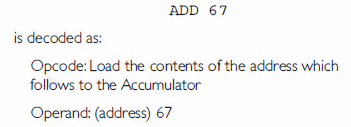 ADD 67
is decoded as:
Opcode: Load the contents of the address which
follows to the Accumulator
Operand: (address) 67